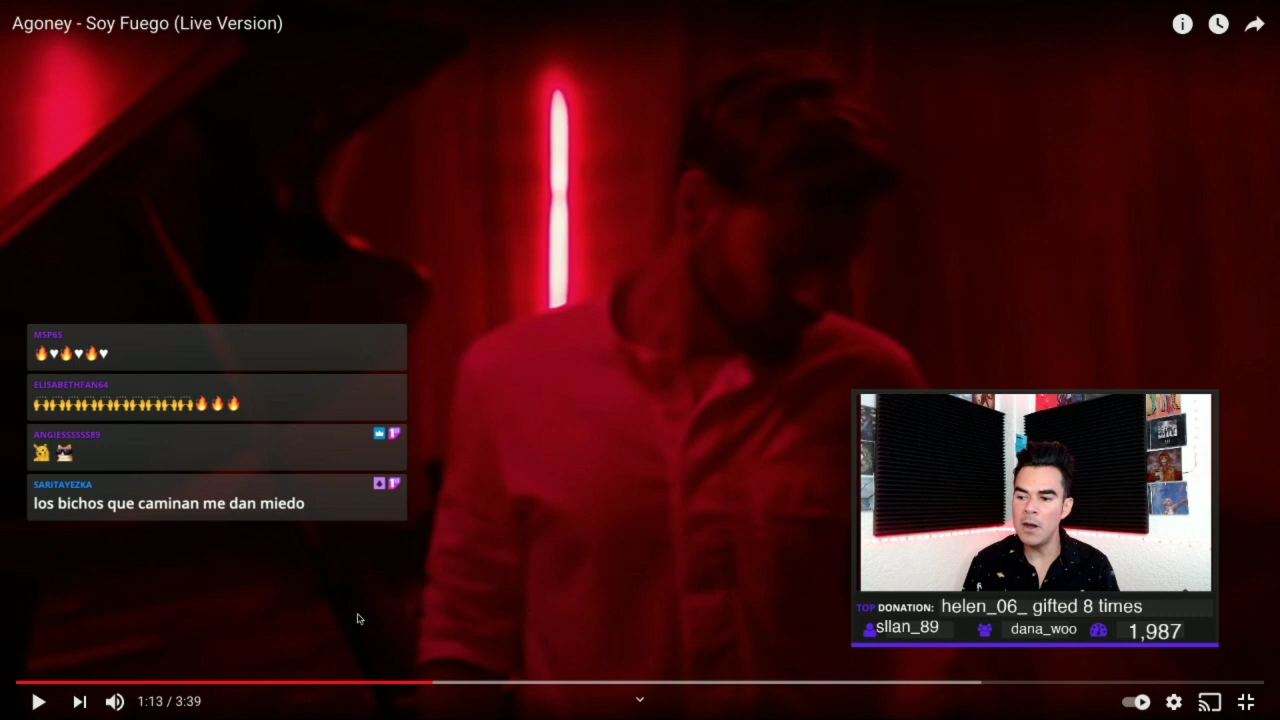 Agoney - Soy Fuego (Live Version)
MSP65
ELISABETHFAN64
ANGIESSSSSS89
SARITAYEZKA
los bichos que caminan me dan miedo
TOP DONATION: helen_06_ gifted 8 times
sllan_89 dana_woo 1,987
1:13 / 3:39